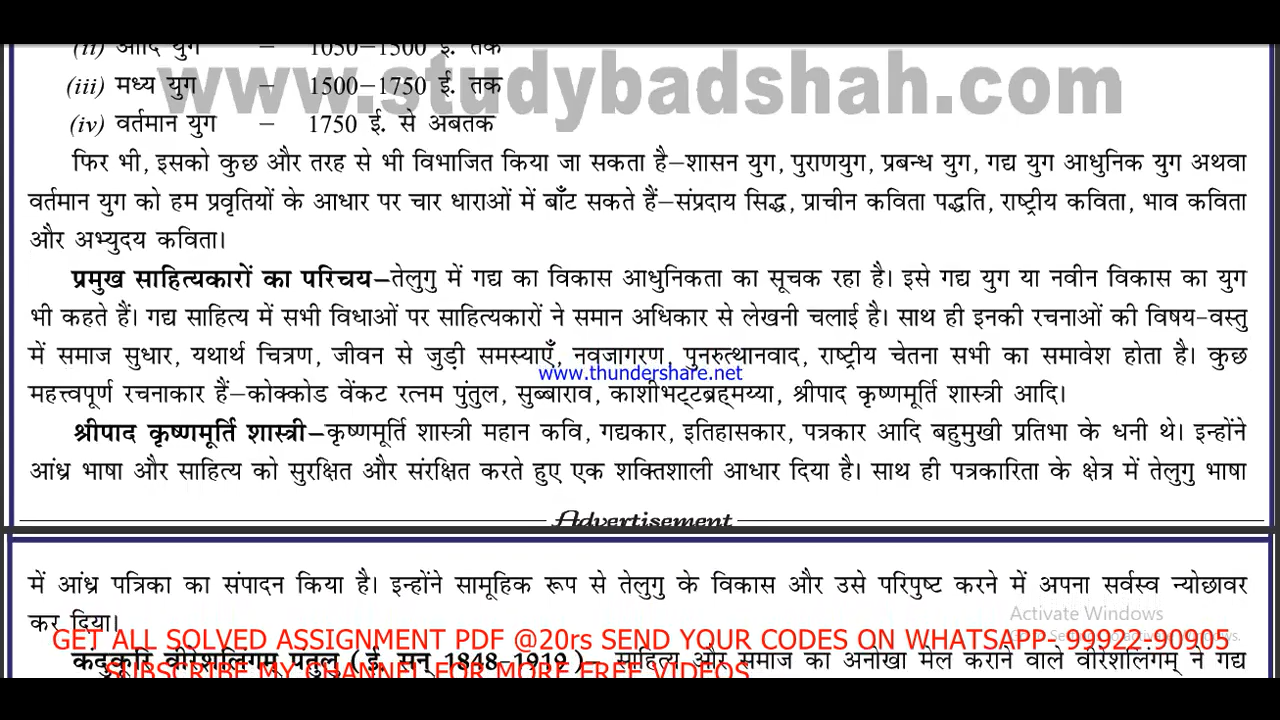 (ii) आदि युग – 1050–1500 ई. तक
www.studybadshah.com
(iii) मध्य युग – 1500–1750 ई. तक
(iv) वर्तमान युग – 1750 ई. से अबतक
फिर भी, इसको कुछ और तरह से भी विभाजित किया जा सकता है–शासन युग, पुराणयुग, प्रबन्ध युग, गद्य युग आधुनिक युग अथवा
वर्तमान युग को हम प्रवृतियों के आधार पर चार धाराओं में बाँट सकते हैं–संप्रदाय सिद्ध, प्राचीन कविता पद्धति, राष्ट्रीय कविता, भाव कविता
और अभ्युदय कविता।
प्रमुख साहित्यकारों का परिचय–तेलुगु में गद्य का विकास आधुनिकता का सूचक रहा है। इसे गद्य युग या नवीन विकास का युग
भी कहते हैं। गद्य साहित्य में सभी विधाओं पर साहित्यकारों ने समान अधिकार से लेखनी चलाई है। साथ ही इनकी रचनाओं की विषय-वस्तु
में समाज सुधार, यथार्थ चित्रण, जीवन से जुड़ी समस्याएँ, नवजागरण, पुनरुत्थानवाद, राष्ट्रीय चेतना सभी का समावेश होता है। कुछ
www.thundershare.net
महत्त्वपूर्ण रचनाकार हैं–कोक्कोड वेंकट रत्नम पुंतुल, सुब्बाराव, काशीभट्टब्रह्मय्या, श्रीपाद कृष्णमूर्ति शास्त्री आदि।
श्रीपाद कृष्णमूर्ति शास्त्री–कृष्णमूर्ति शास्त्री महान कवि, गद्यकार, इतिहासकार, पत्रकार आदि बहुमुखी प्रतिभा के धनी थे। इन्होंने
आंध्र भाषा और साहित्य को सुरक्षित और संरक्षित करते हुए एक शक्तिशाली आधार दिया है। साथ ही पत्रकारिता के क्षेत्र में तेलुगु भाषा
Advertisement
में आंध्र पत्रिका का संपादन किया है। इन्होंने सामूहिक रूप से तेलुगु के विकास और उसे परिपुष्ट करने में अपना सर्वस्व न्योछावर
Activate Windows
कर दिया।
GET ALL SOLVED ASSIGNMENT PDF @20rs SEND YOUR CODES ON WHATSAPP- 99922-90905
कंदुकूरि वीरेशलिंगम पंतुलु (ई. सन् 1848-1919)– साहित्य और समाज का अनोखा मेल कराने वाले वीरेशलिंगम् ने गद्य
SUBSCRIBE MY CHANNEL FOR MORE FREE VIDEOS